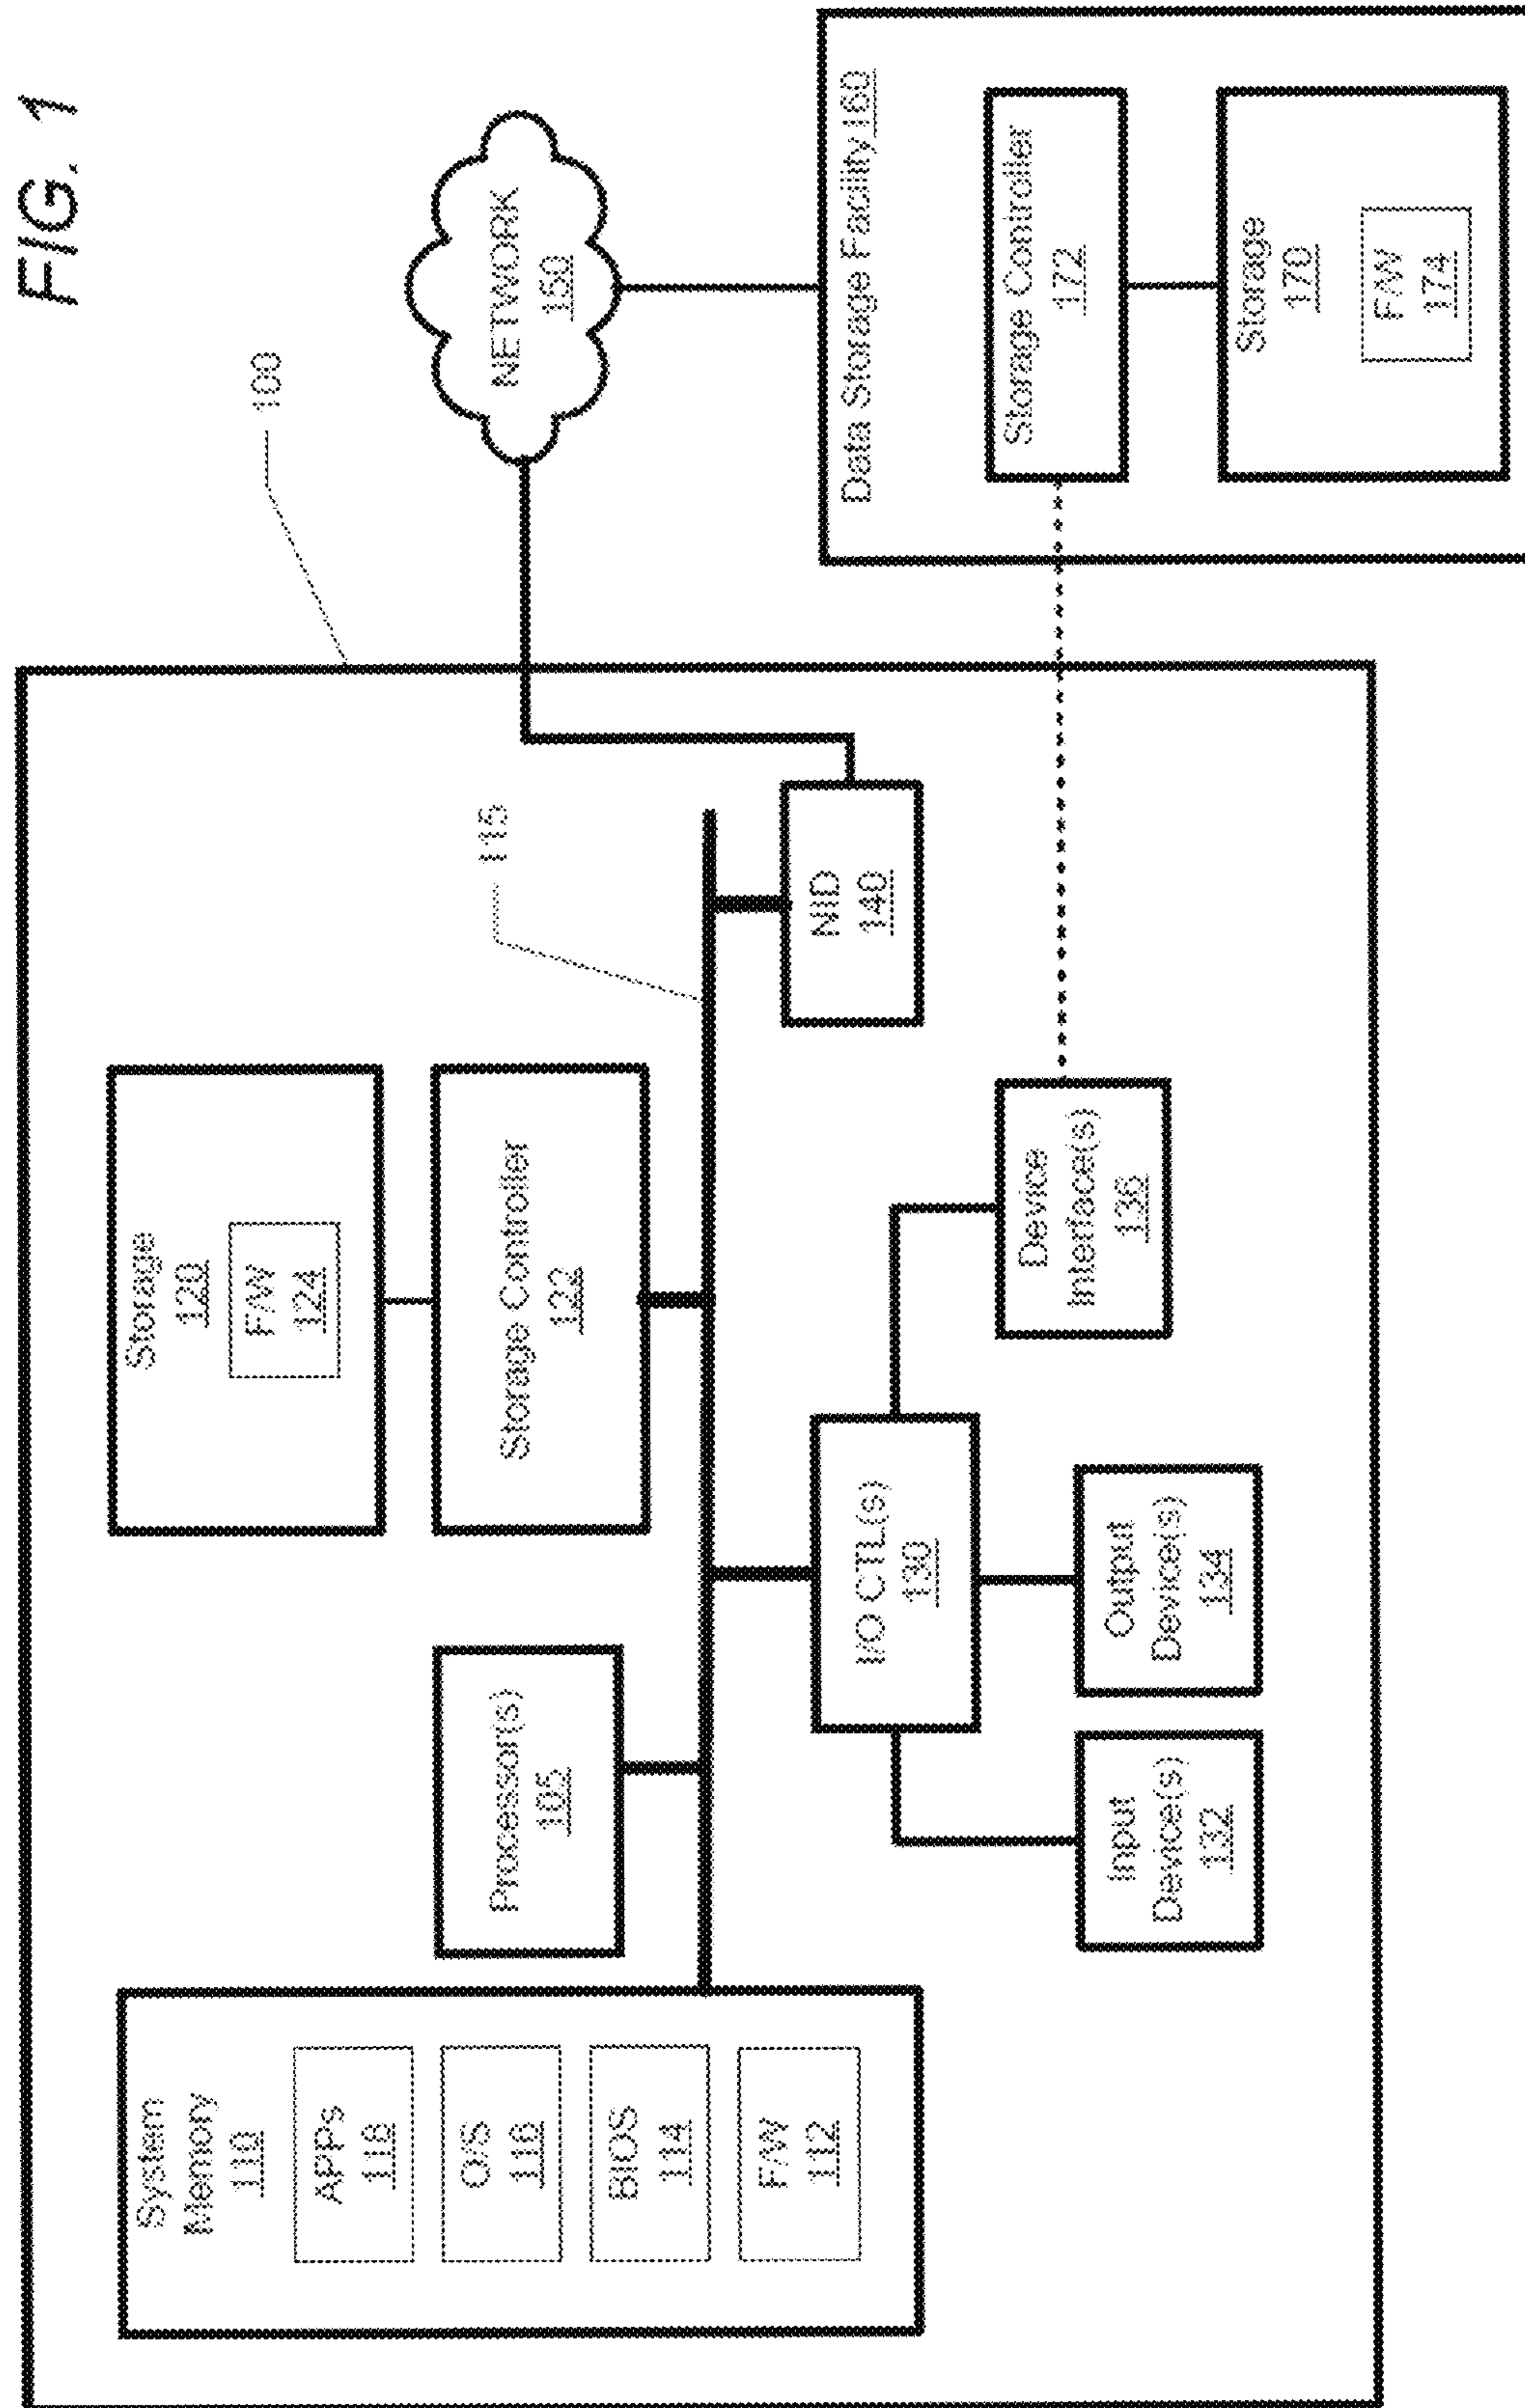 FIG. 1
100
System
Memory
110
APPs
118
O/S
116
BIOS
114
F/W
112
Processor(s)
105
Storage
120
F/W
124
Storage Controller
122
115
I/O CTL(s)
130
Input
Device(s)
132
Output
Device(s)
134
Device
Interface(s)
136
NID
140
NETWORK
150
Data Storage Facility 160
Storage Controller
172
Storage
170
F/W
174